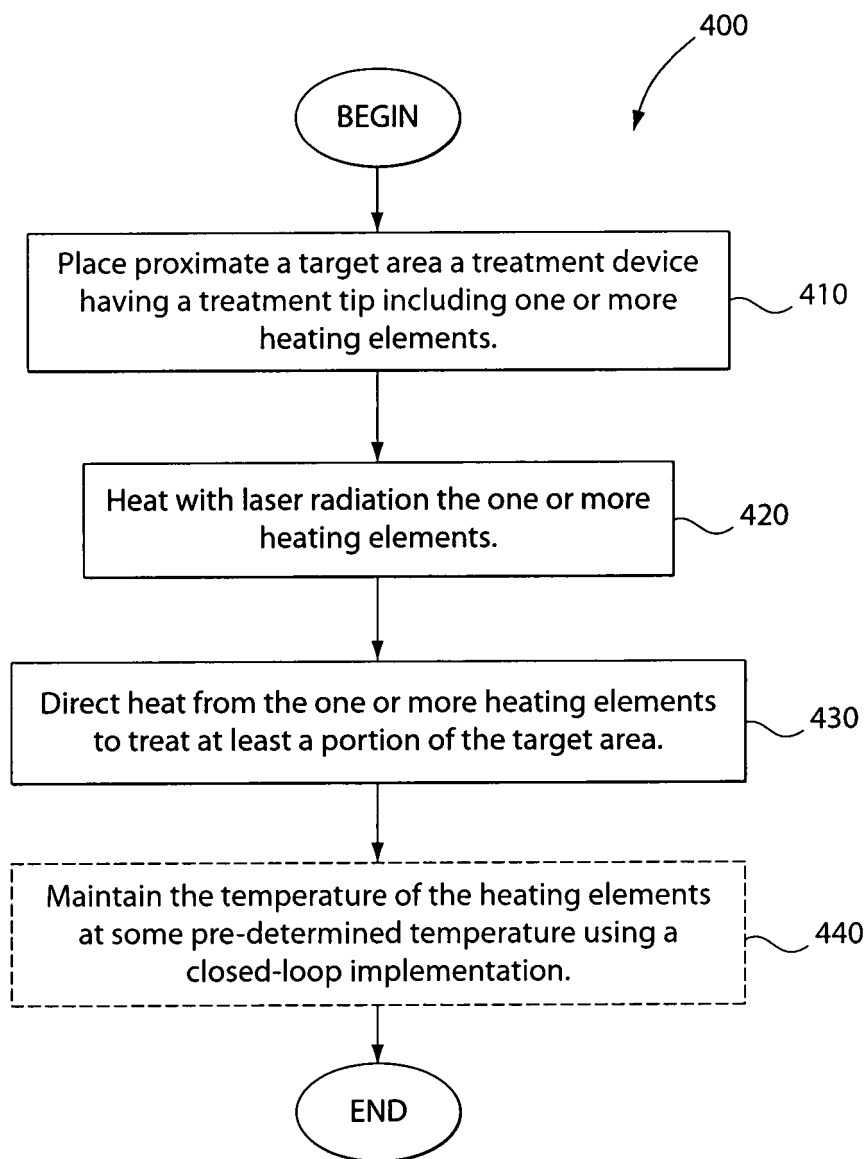 400
BEGIN
Place proximate a target area a treatment device
having a treatment tip including one or more
heating elements.
410
Heat with laser radiation the one or more
heating elements.
420
Direct heat from the one or more heating elements
to treat at least a portion of the target area.
430
Maintain the temperature of the heating elements
at some pre-determined temperature using a
closed-loop implementation.
440
END